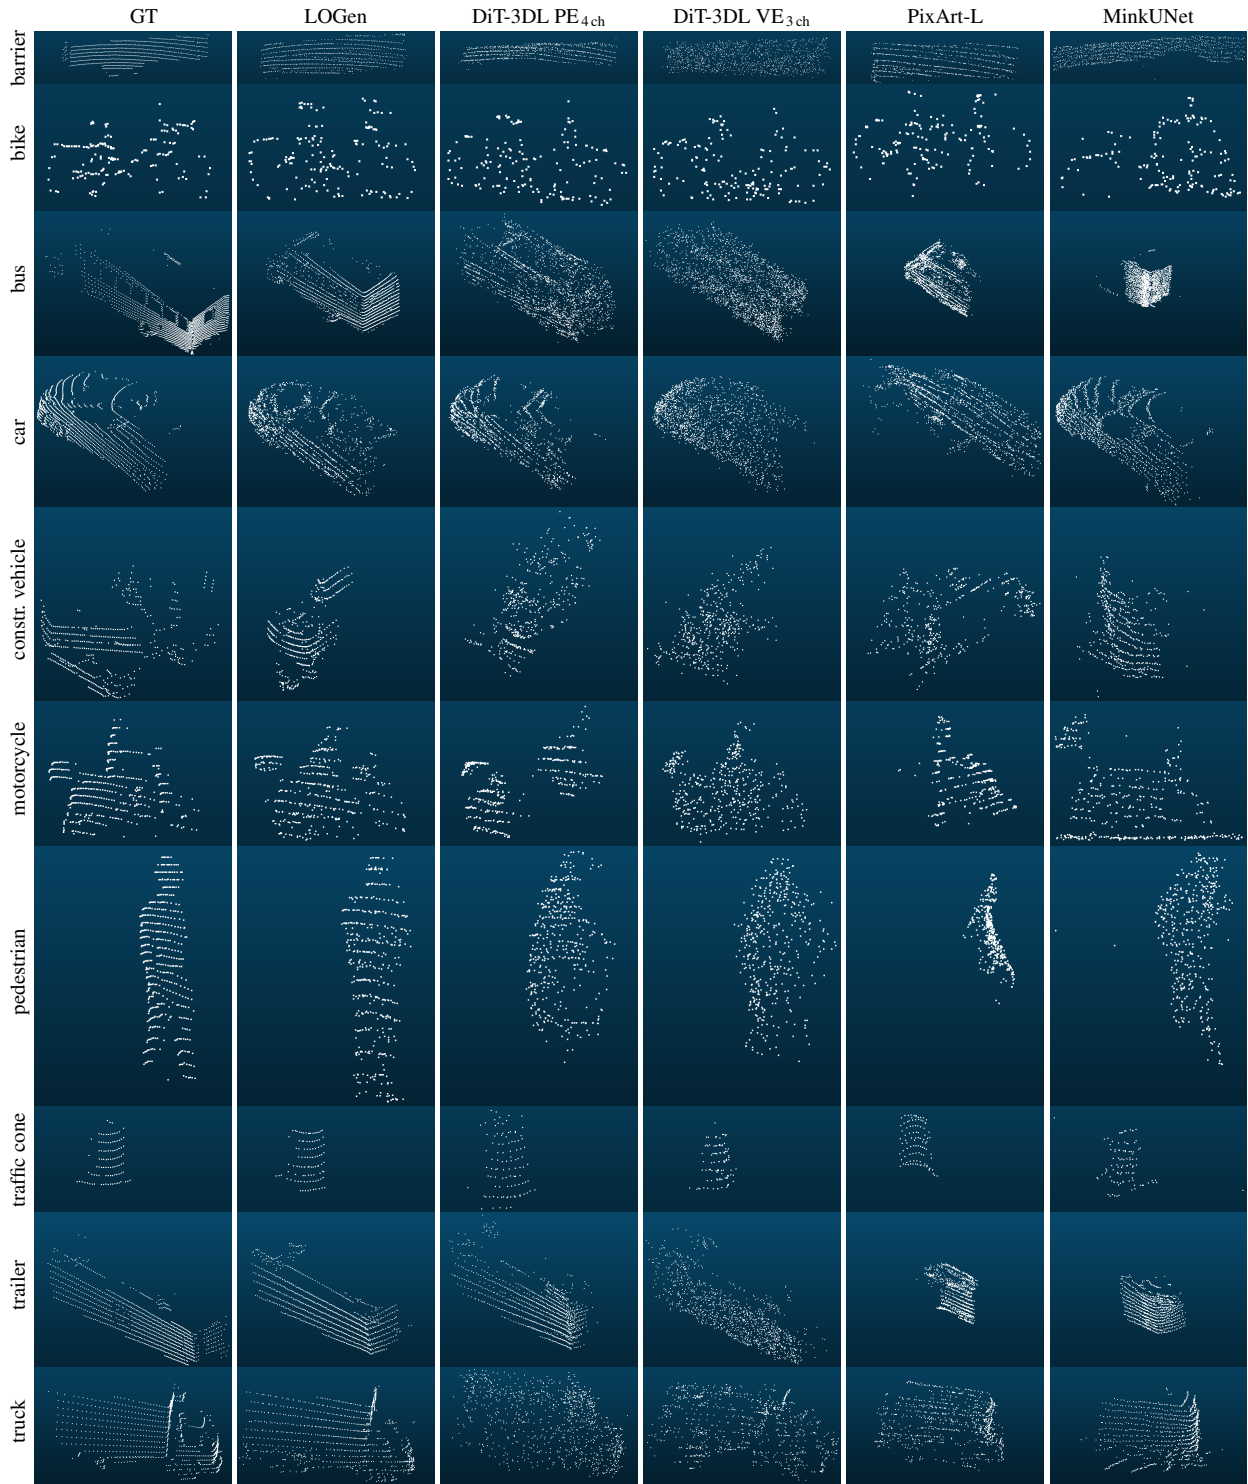 GT LOGen DiT-3DL PE4 ch DiT-3DL VE3 ch PixArt-L MinkUNet
barrier
bike
bus
car
constr. vehicle
motorcycle
pedestrian
traffic cone
trailer
truck